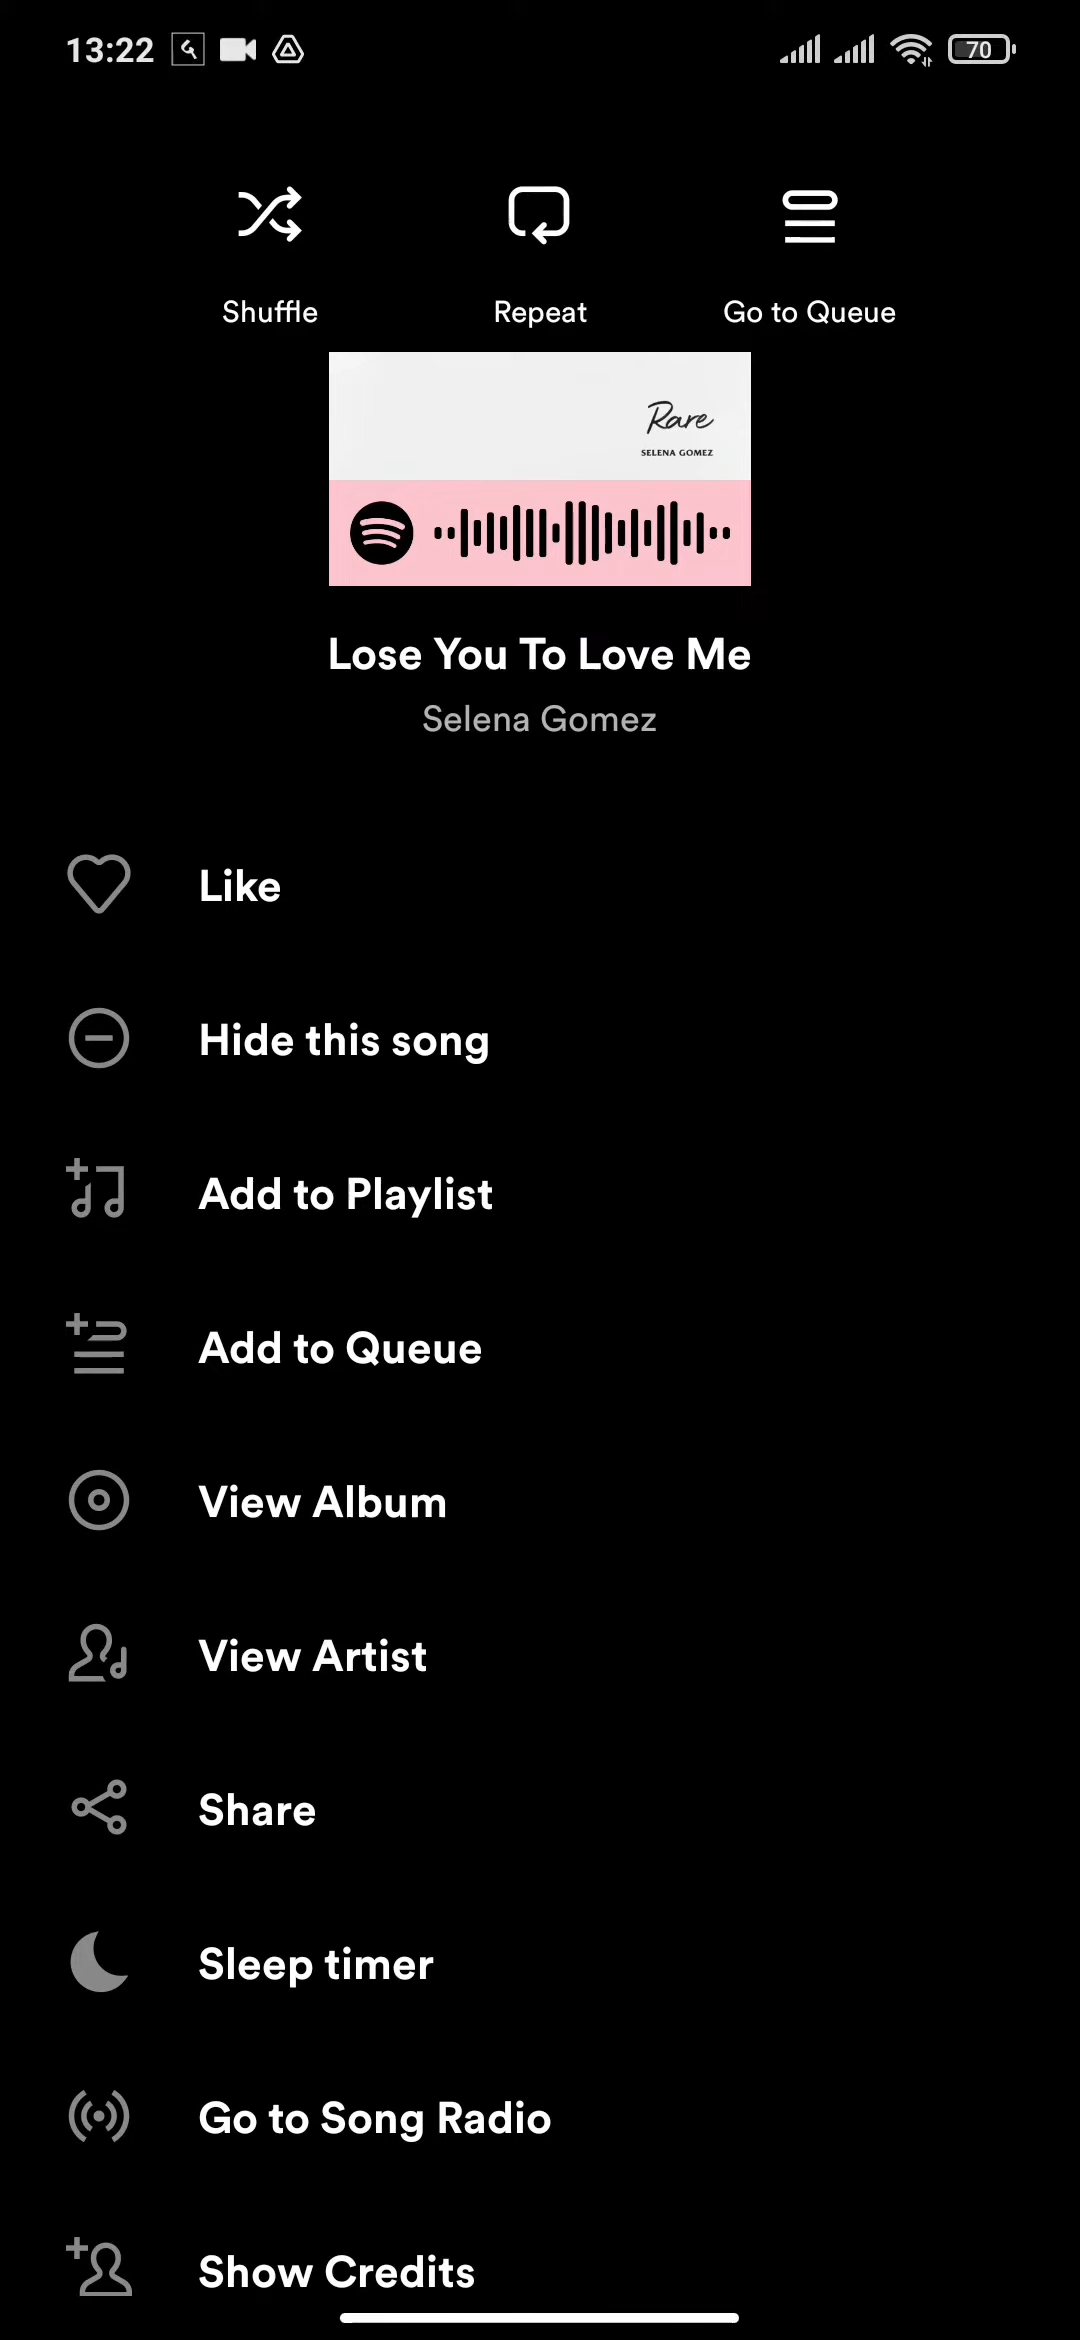 13:22
70
Shuffle
Repeat
Go to Queue
Rare
SELENA GOMEZ
Lose You To Love Me
Selena Gomez
Like
Hide this song
Add to Playlist
Add to Queue
View Album
View Artist
Share
Sleep timer
Go to Song Radio
Show Credits